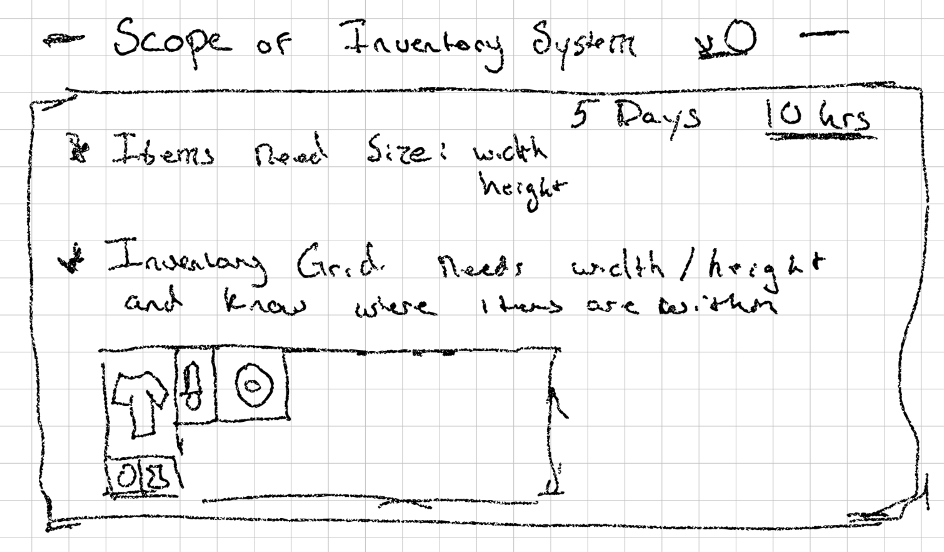 - Scope of Inventory System v0 -
5 Days 10 hrs
* Items need Size: width
height
* Inventory Grid needs width/height
and know where items are within